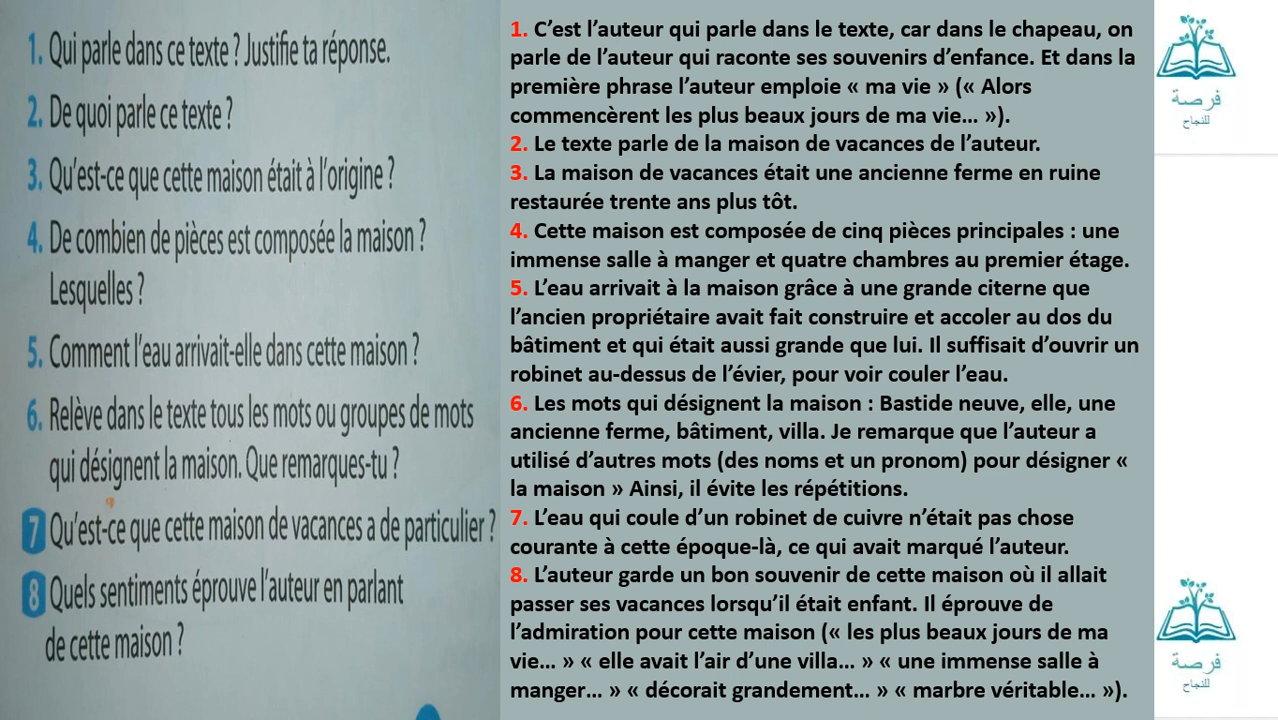 1. Qui parle dans ce texte ? Justifie ta réponse.
2. De quoi parle ce texte ?
3. Qu'est-ce que cette maison était à l'origine ?
4. De combien de pièces est composée la maison ?
Lesquelles ?
5. Comment l'eau arrivait-elle dans cette maison ?
6. Relève dans le texte tous les mots ou groupes de mots
qui désignent la maison. Que remarques-tu ?
7 Qu'est-ce que cette maison de vacances a de particulier ?
8 Quels sentiments éprouve l'auteur en parlant
de cette maison ?
1. C'est l'auteur qui parle dans le texte, car dans le chapeau, on
parle de l'auteur qui raconte ses souvenirs d'enfance. Et dans la
première phrase l'auteur emploie « ma vie » (« Alors
commencèrent les plus beaux jours de ma vie... »).
2. Le texte parle de la maison de vacances de l'auteur.
3. La maison de vacances était une ancienne ferme en ruine
restaurée trente ans plus tôt.
4. Cette maison est composée de cinq pièces principales : une
immense salle à manger et quatre chambres au premier étage.
5. L'eau arrivait à la maison grâce à une grande citerne que
l'ancien propriétaire avait fait construire et accoler au dos du
bâtiment et qui était aussi grande que lui. Il suffisait d'ouvrir un
robinet au-dessus de l'évier, pour voir couler l'eau.
6. Les mots qui désignent la maison : Bastide neuve, elle, une
ancienne ferme, bâtiment, villa. Je remarque que l'auteur a
utilisé d'autres mots (des noms et un pronom) pour désigner «
la maison » Ainsi, il évite les répétitions.
7. L'eau qui coule d'un robinet de cuivre n'était pas chose
courante à cette époque-là, ce qui avait marqué l'auteur.
8. L'auteur garde un bon souvenir de cette maison où il allait
passer ses vacances lorsqu'il était enfant. Il éprouve de
l'admiration pour cette maison (« les plus beaux jours de ma
vie... » « elle avait l'air d'une villa... » « une immense salle à
manger... » « décorait grandement... » « marbre véritable... »).
فرصة
للنجاح
فرصة
للنجاح